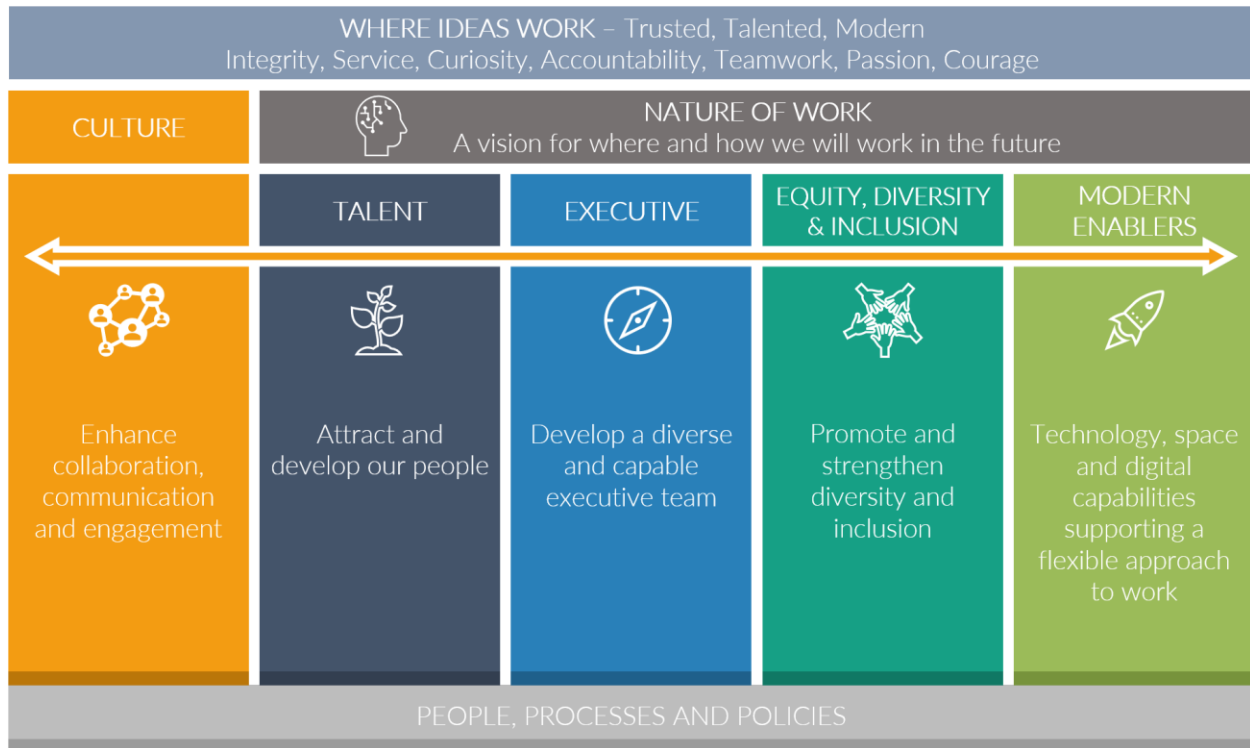 WHERE IDEAS WORK – Trusted, Talented, Modern
Integrity, Service, Curiosity, Accountability, Teamwork, Passion, Courage
CULTURE
NATURE OF WORK
A vision for where and how we will work in the future
TALENT
EXECUTIVE
EQUITY, DIVERSITY
& INCLUSION
MODERN
ENABLERS
Enhance
collaboration,
communication
and engagement
Attract and
develop our people
Develop a diverse
and capable
executive team
Promote and
strengthen
diversity and
inclusion
Technology, space
and digital
capabilities
supporting a
flexible approach
to work
PEOPLE, PROCESSES AND POLICIES